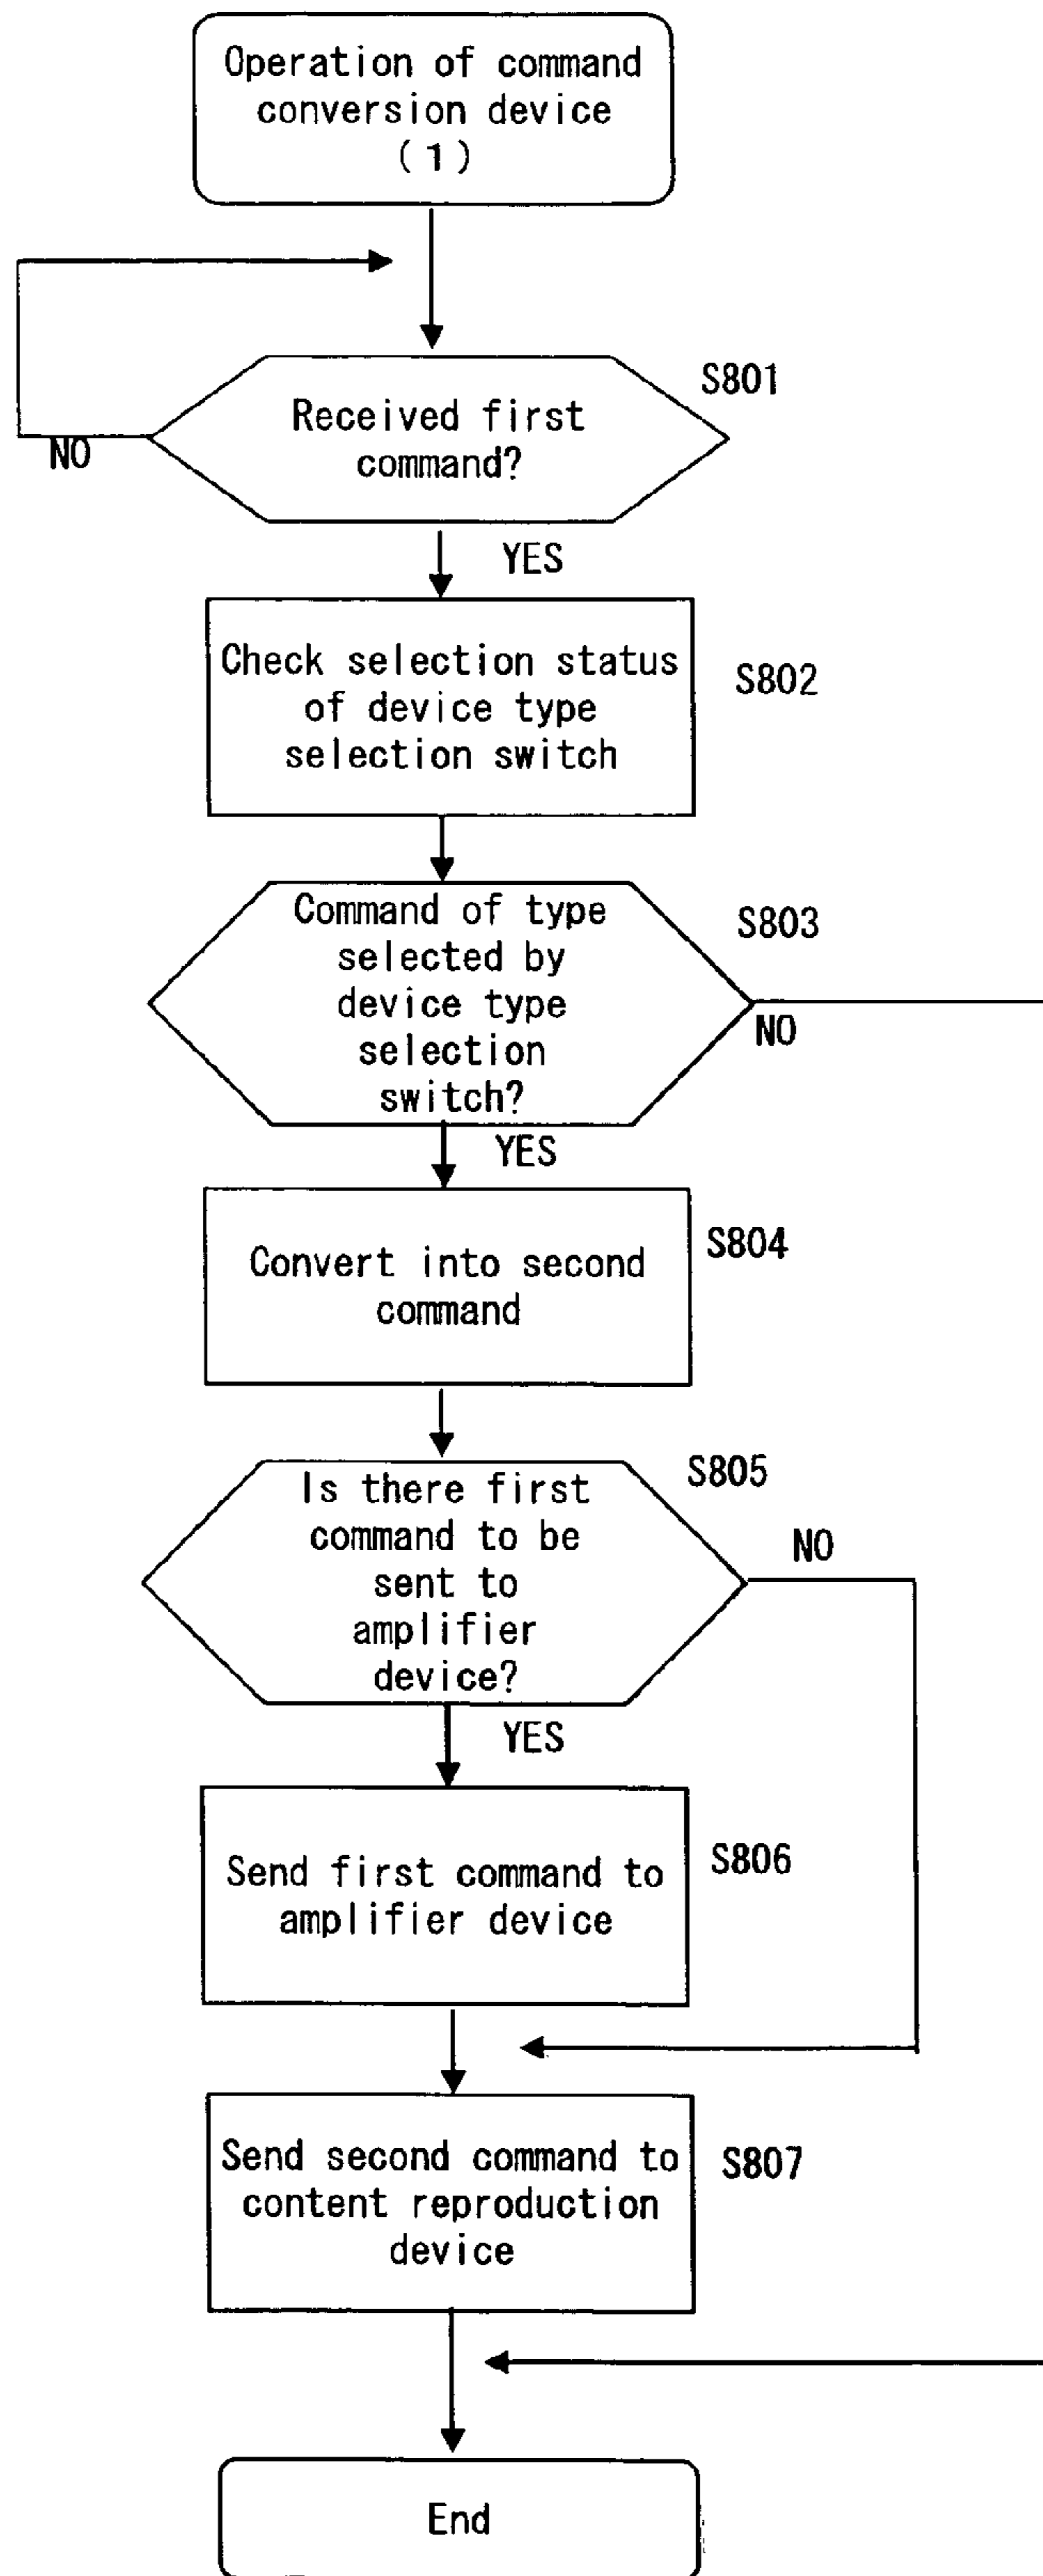 Operation of command
conversion device
(1)
S801
Received first
command?
NO
YES
Check selection status
of device type
selection switch
S802
Command of type
selected by
device type
selection
switch?
S803
NO
YES
Convert into second
command
S804
Is there first
command to be
sent to
amplifier
device?
S805
NO
YES
Send first command to
amplifier device
S806
Send second command to
content reproduction
device
S807
End